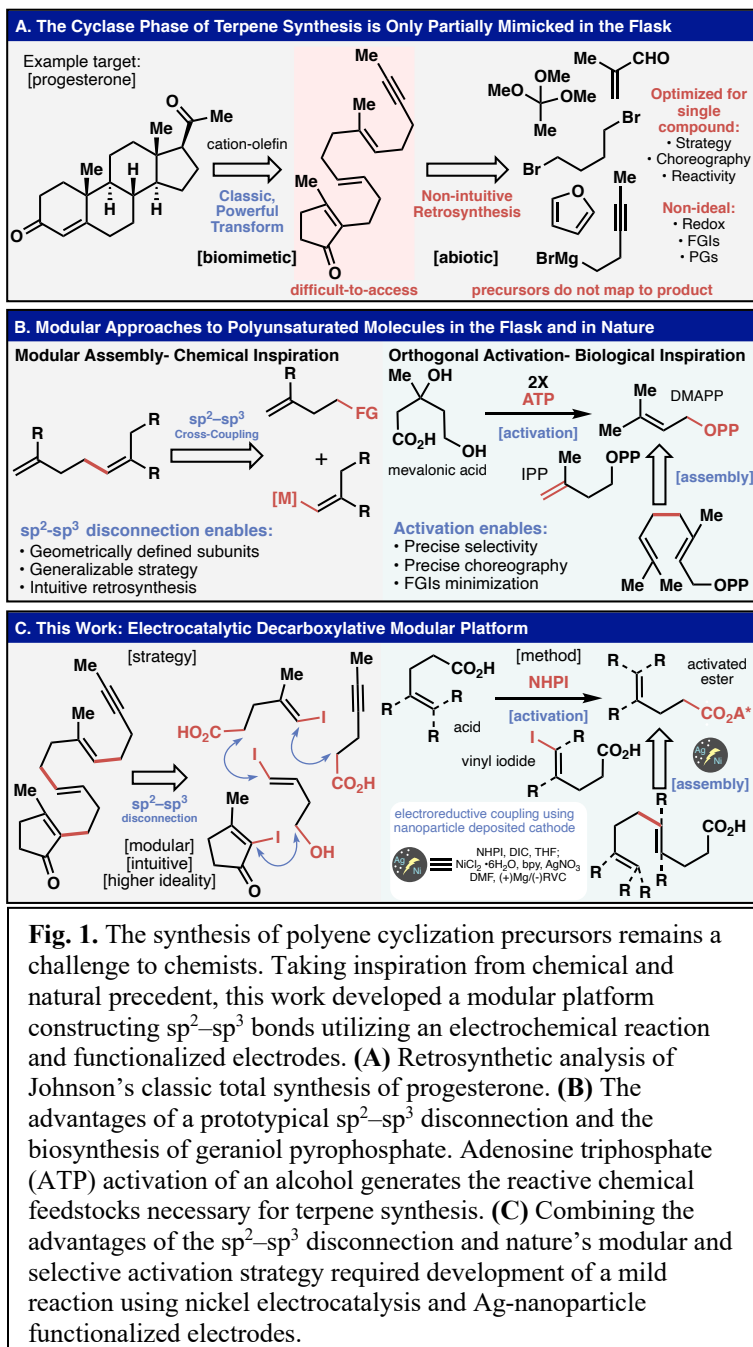 A. The Cyclase Phase of Terpene Synthesis is Only Partially Mimicked in the Flask
Example target:
[progesterone]
O
Me
Me
Me
H
H
H
O
cation-olefin
Classic,
Powerful
Transform
[biomimetic]
Me
Me
Me
O
difficult-to-access
Non-intuitive
Retrosynthesis
[abiotic]
OMe
MeO
OMe
Me
Me
CHO
Br
Br
O
Me
BrMg
Optimized for
single
compound:
• Strategy
• Choreography
• Reactivity
Non-ideal:
• Redox
• FGIs
• PGs
precursors do not map to product
B. Modular Approaches to Polyunsaturated Molecules in the Flask and in Nature
Modular Assembly- Chemical Inspiration
R
R
R
sp²–sp³
Cross-Coupling
R
FG
+
[M]
R
R
sp²-sp³ disconnection enables:
• Geometrically defined subunits
• Generalizable strategy
• Intuitive retrosynthesis
Orthogonal Activation- Biological Inspiration
Me
OH
CO₂H
OH
mevalonic acid
2X
ATP
[activation]
Me
DMAPP
Me
OPP
IPP
Me
OPP
[assembly]
Activation enables:
• Precise selectivity
• Precise choreography
• FGIs minimization
Me
Me
Me
OPP
C. This Work: Electrocatalytic Decarboxylative Modular Platform
[strategy]
Me
Me
Me
O
sp²–sp³
disconnection
[modular]
[intuitive]
[higher ideality]
Me
HO₂C
I
Me
CO₂H
I
OH
Me
I
O
CO₂H
R
R
R
acid
[method]
NHPI
[activation]
R
R
R
activated
ester
CO₂A*
I
R
R
CO₂H
vinyl iodide
Ag
Ni
[assembly]
electroreductive coupling using
nanoparticle deposited cathode
Ag
Ni
NHPI, DIC, THF;
NiCl₂ •6H₂O, bpy, AgNO₃
DMF, (+)Mg/(-)RVC
R
CO₂H
R
R
R
R
Fig. 1. The synthesis of polyene cyclization precursors remains a
challenge to chemists. Taking inspiration from chemical and
natural precedent, this work developed a modular platform
constructing sp²–sp³ bonds utilizing an electrochemical reaction
and functionalized electrodes. (A) Retrosynthetic analysis of
Johnson’s classic total synthesis of progesterone. (B) The
advantages of a prototypical sp²–sp³ disconnection and the
biosynthesis of geraniol pyrophosphate. Adenosine triphosphate
(ATP) activation of an alcohol generates the reactive chemical
feedstocks necessary for terpene synthesis. (C) Combining the
advantages of the sp²–sp³ disconnection and nature’s modular and
selective activation strategy required development of a mild
reaction using nickel electrocatalysis and Ag-nanoparticle
functionalized electrodes.